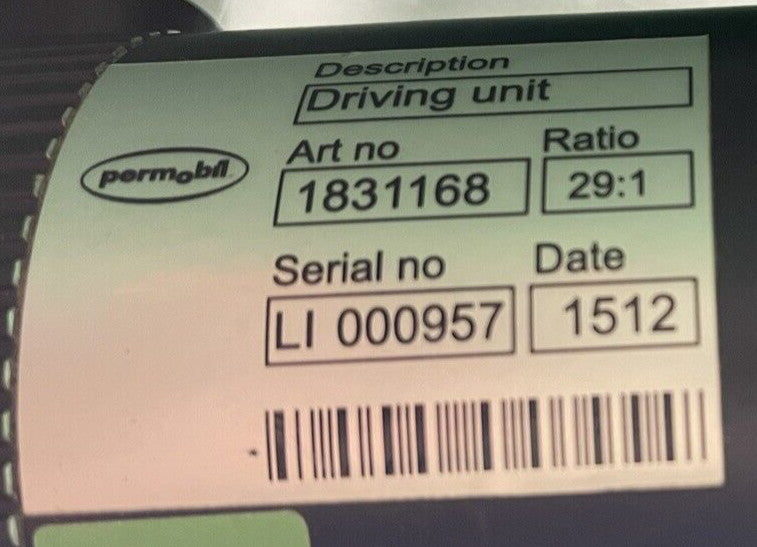 Description
Driving unit
permobil
Art no
Ratio
1831168
29:1
Serial no
Date
LI 000957
1512